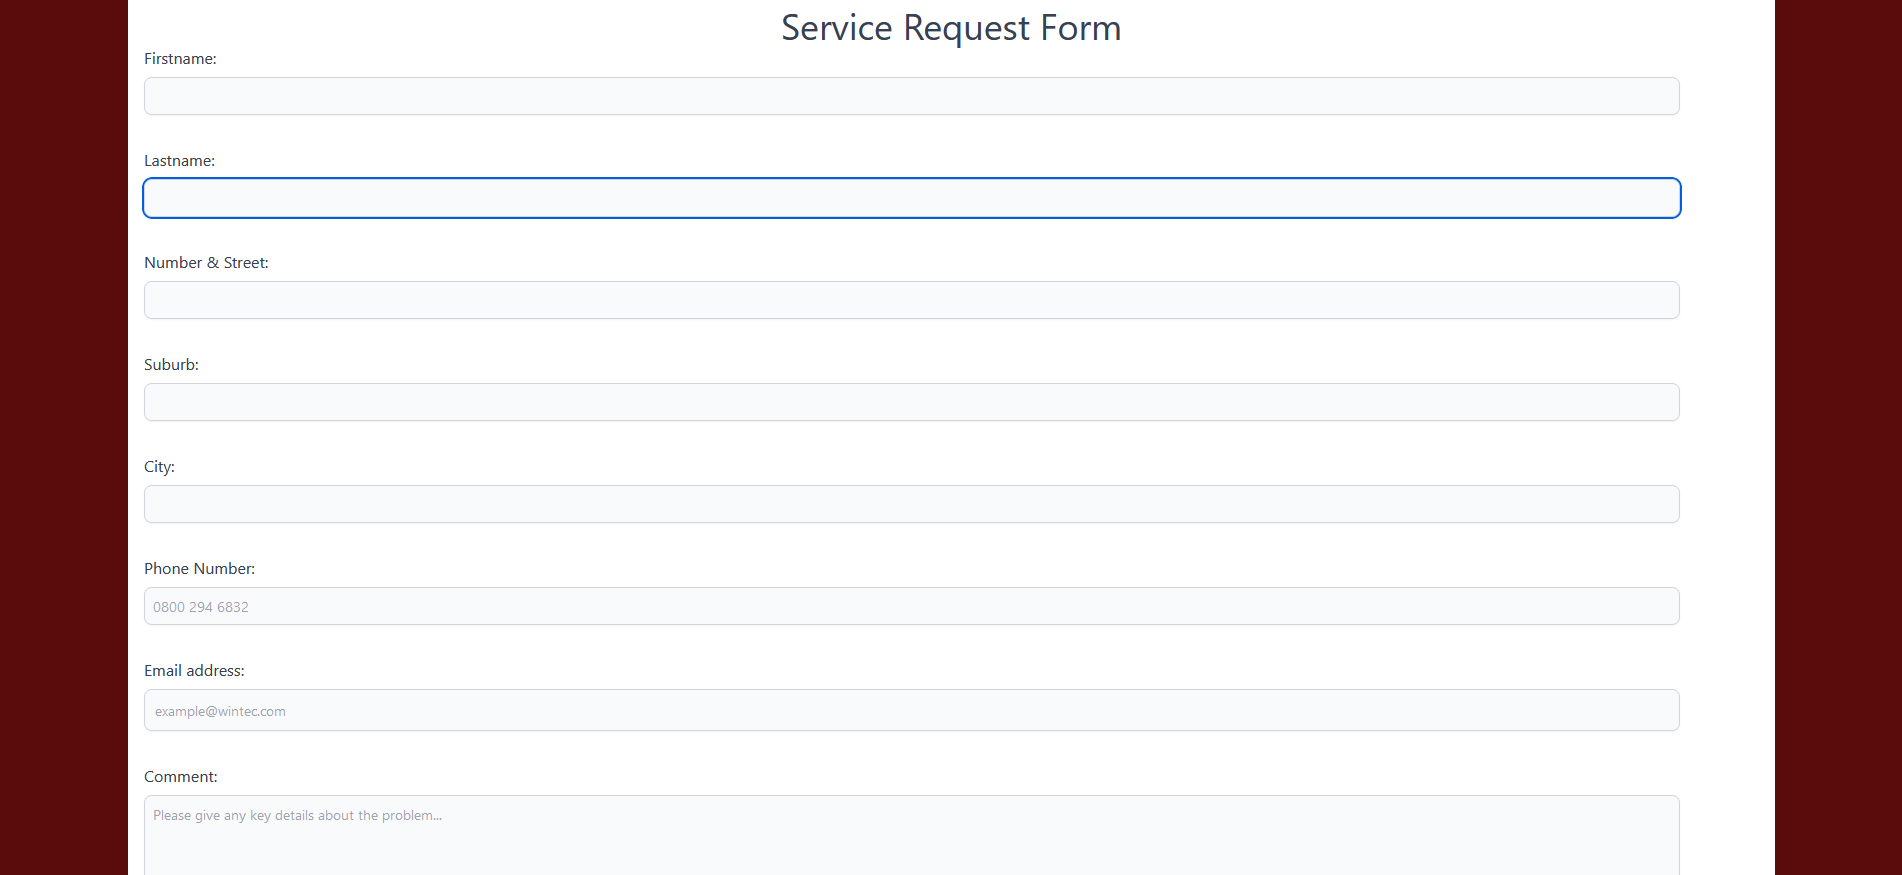 Service Request Form
Firstname:
Lastname:
Number & Street:
Suburb:
City:
Phone Number:
0800 294 6832
Email address:
example@wintec.com
Comment:
Please give any key details about the problem...